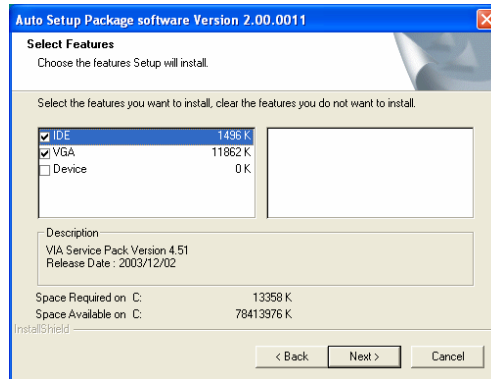 Auto Setup Package software Version 2.00.0011
Select Features
Choose the features Setup will install.
Select the features you want to install, clear the features you do not want to install.
IDE 1496 K
VGA 11862 K
Device 0 K
Description
VIA Service Pack Version 4.51
Release Date : 2003/12/02
Space Required on C: 13358 K
Space Available on C: 78413976 K
InstallShield
< Back Next > Cancel